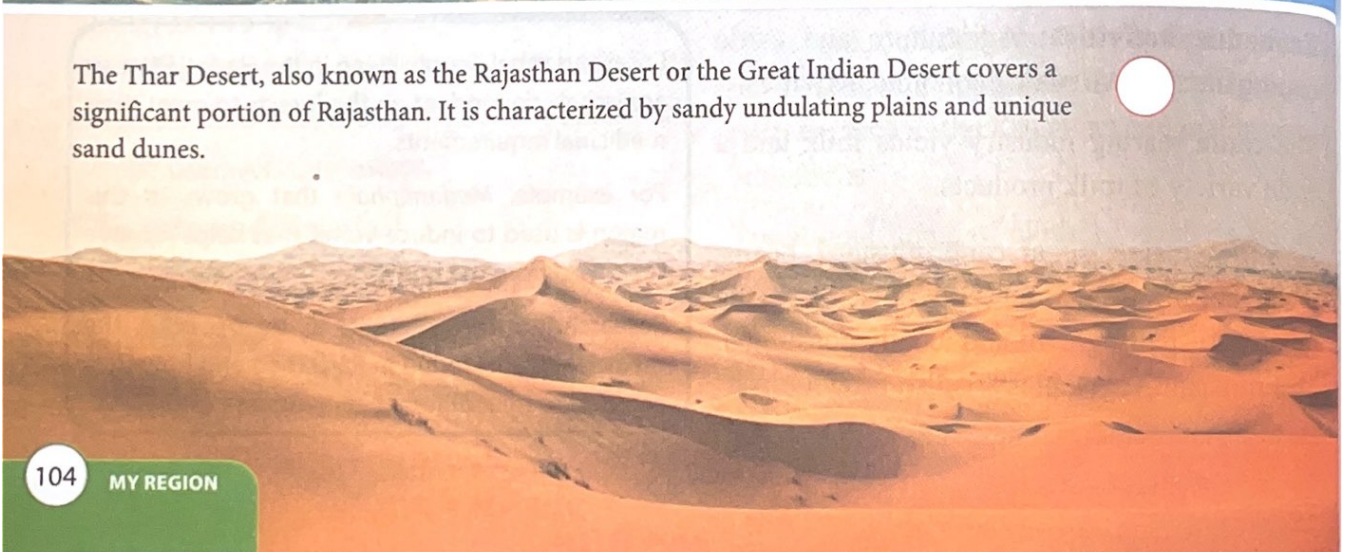 The Thar Desert, also known as the Rajasthan Desert or the Great Indian Desert covers a
significant portion of Rajasthan. It is characterized by sandy undulating plains and unique
sand dunes.
104
MY REGION